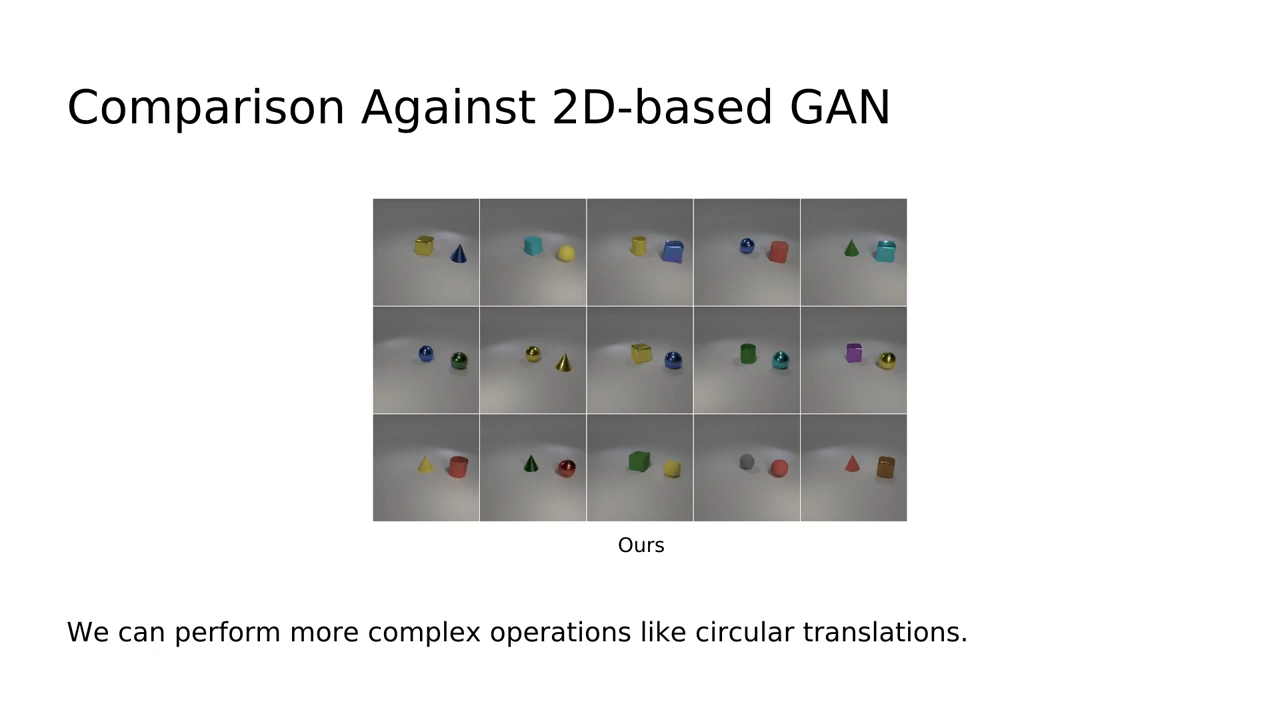 Comparison Against 2D-based GAN
Ours
We can perform more complex operations like circular translations.